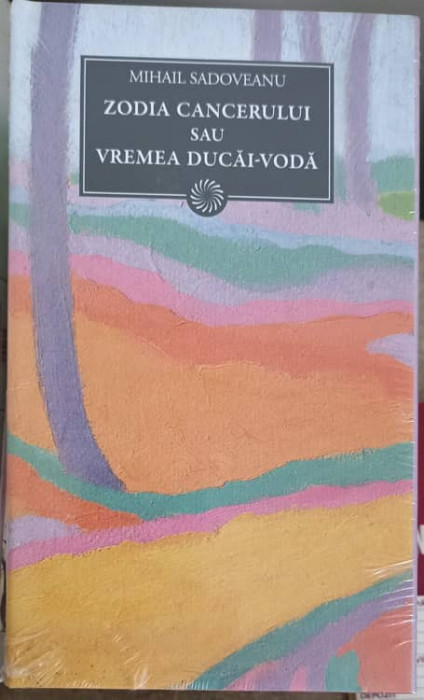 MIHAIL SADOVEANU
ZODIA CANCERULUI
SAU
VREMEA DUCĂI-VODĂ